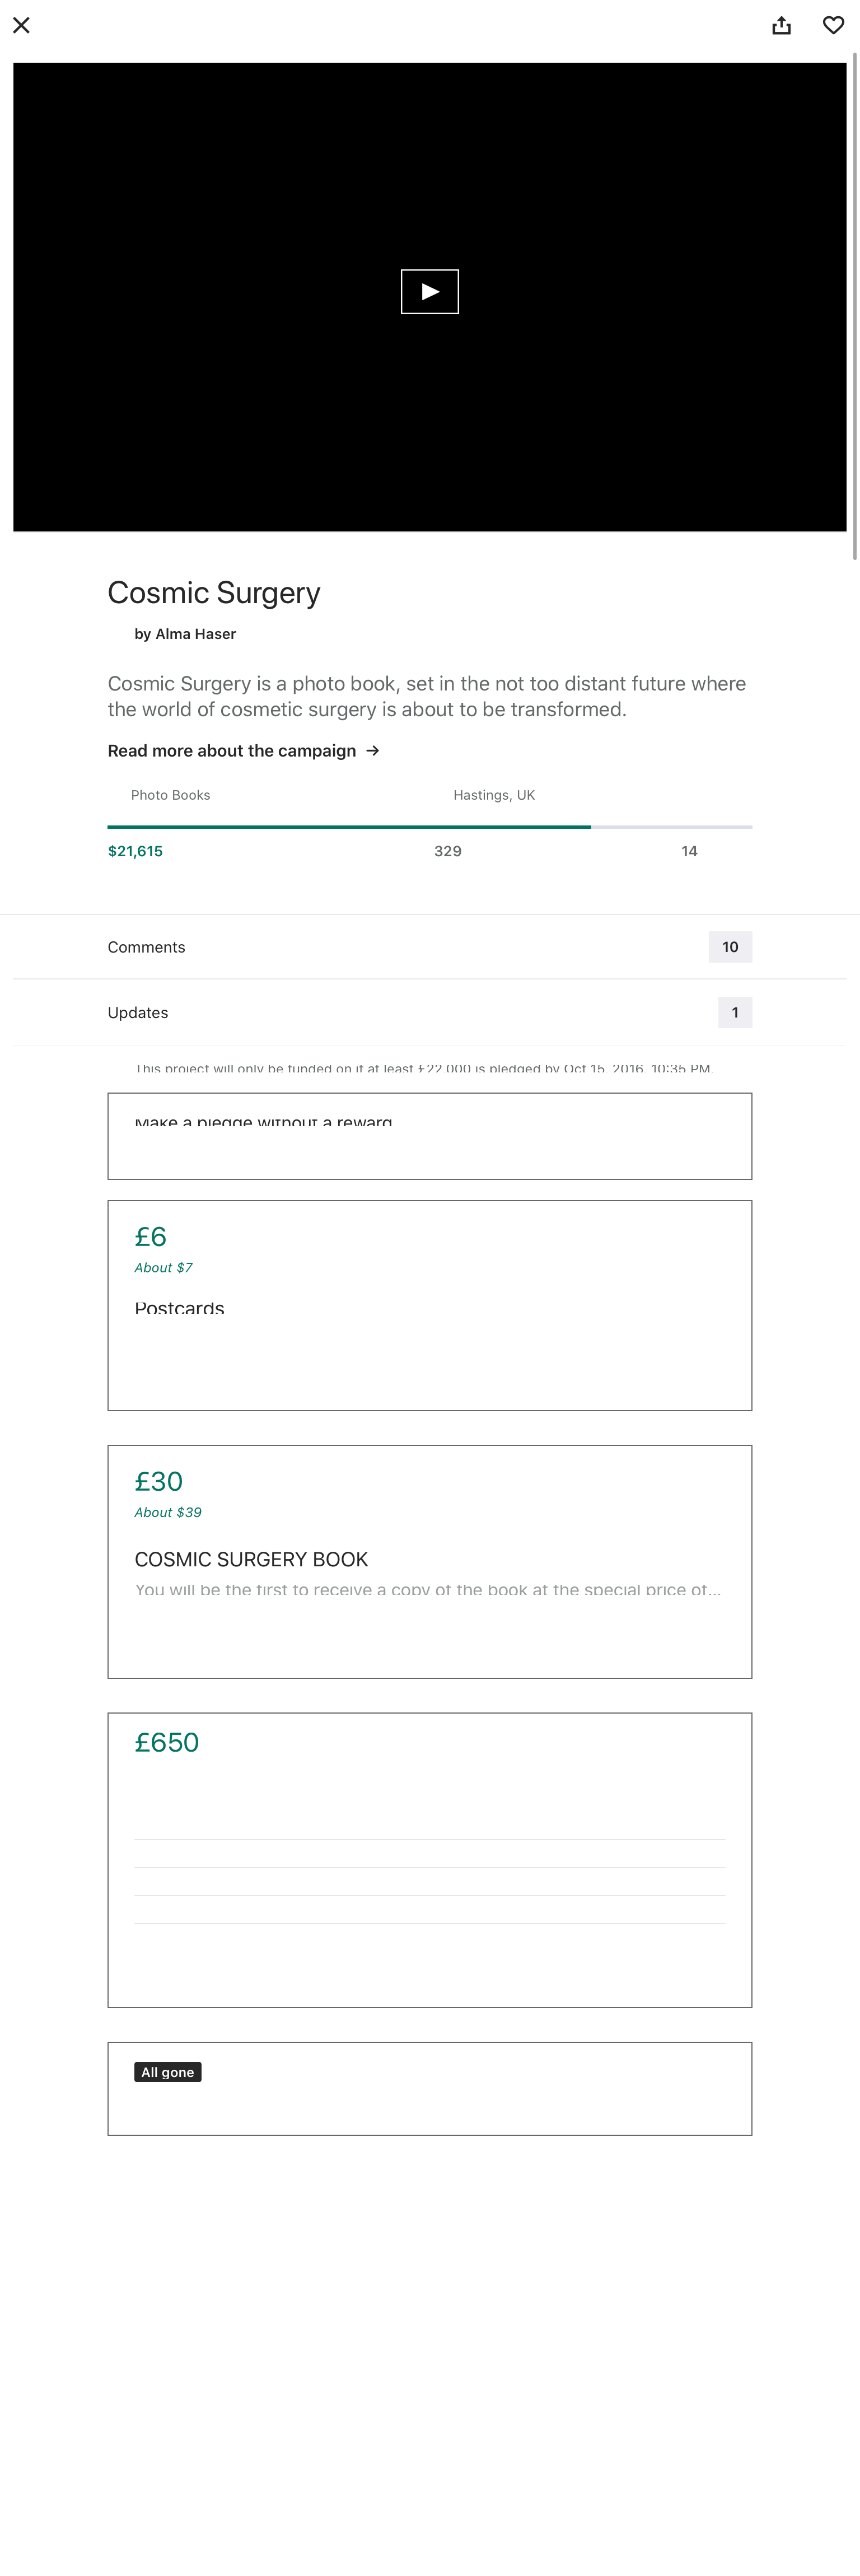 Cosmic Surgery
by Alma Haser
Cosmic Surgery is a photo book, set in the not too distant future where
the world of cosmetic surgery is about to be transformed.
Read more about the campaign →
Photo Books
Hastings, UK
$21,615
329
14
Comments
10
Updates
1
This project will only be funded on if at least £22,000 is pledged by Oct 15, 2016, 10:35 PM.
Make a pledge without a reward
£6
About $7
Postcards
£30
About $39
COSMIC SURGERY BOOK
You will be the first to receive a copy of the book at the special price of...
£650
All gone